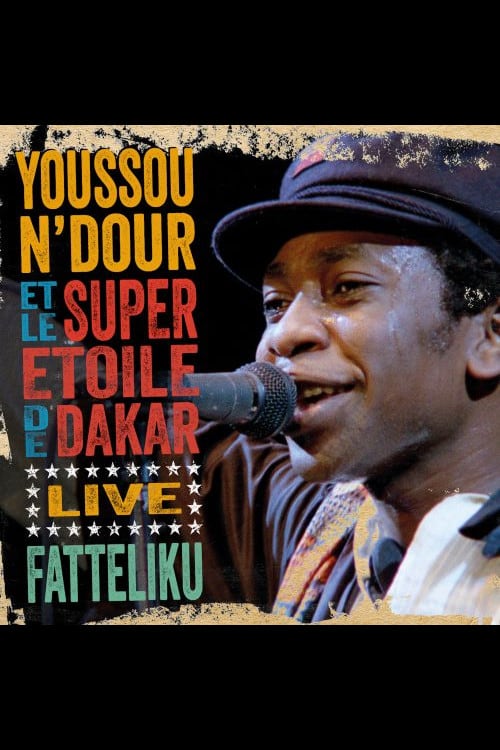 YOUSSOU
N'DOUR
ET LE SUPER
ETOILE
DE DAKAR
LIVE
FATTELIKU